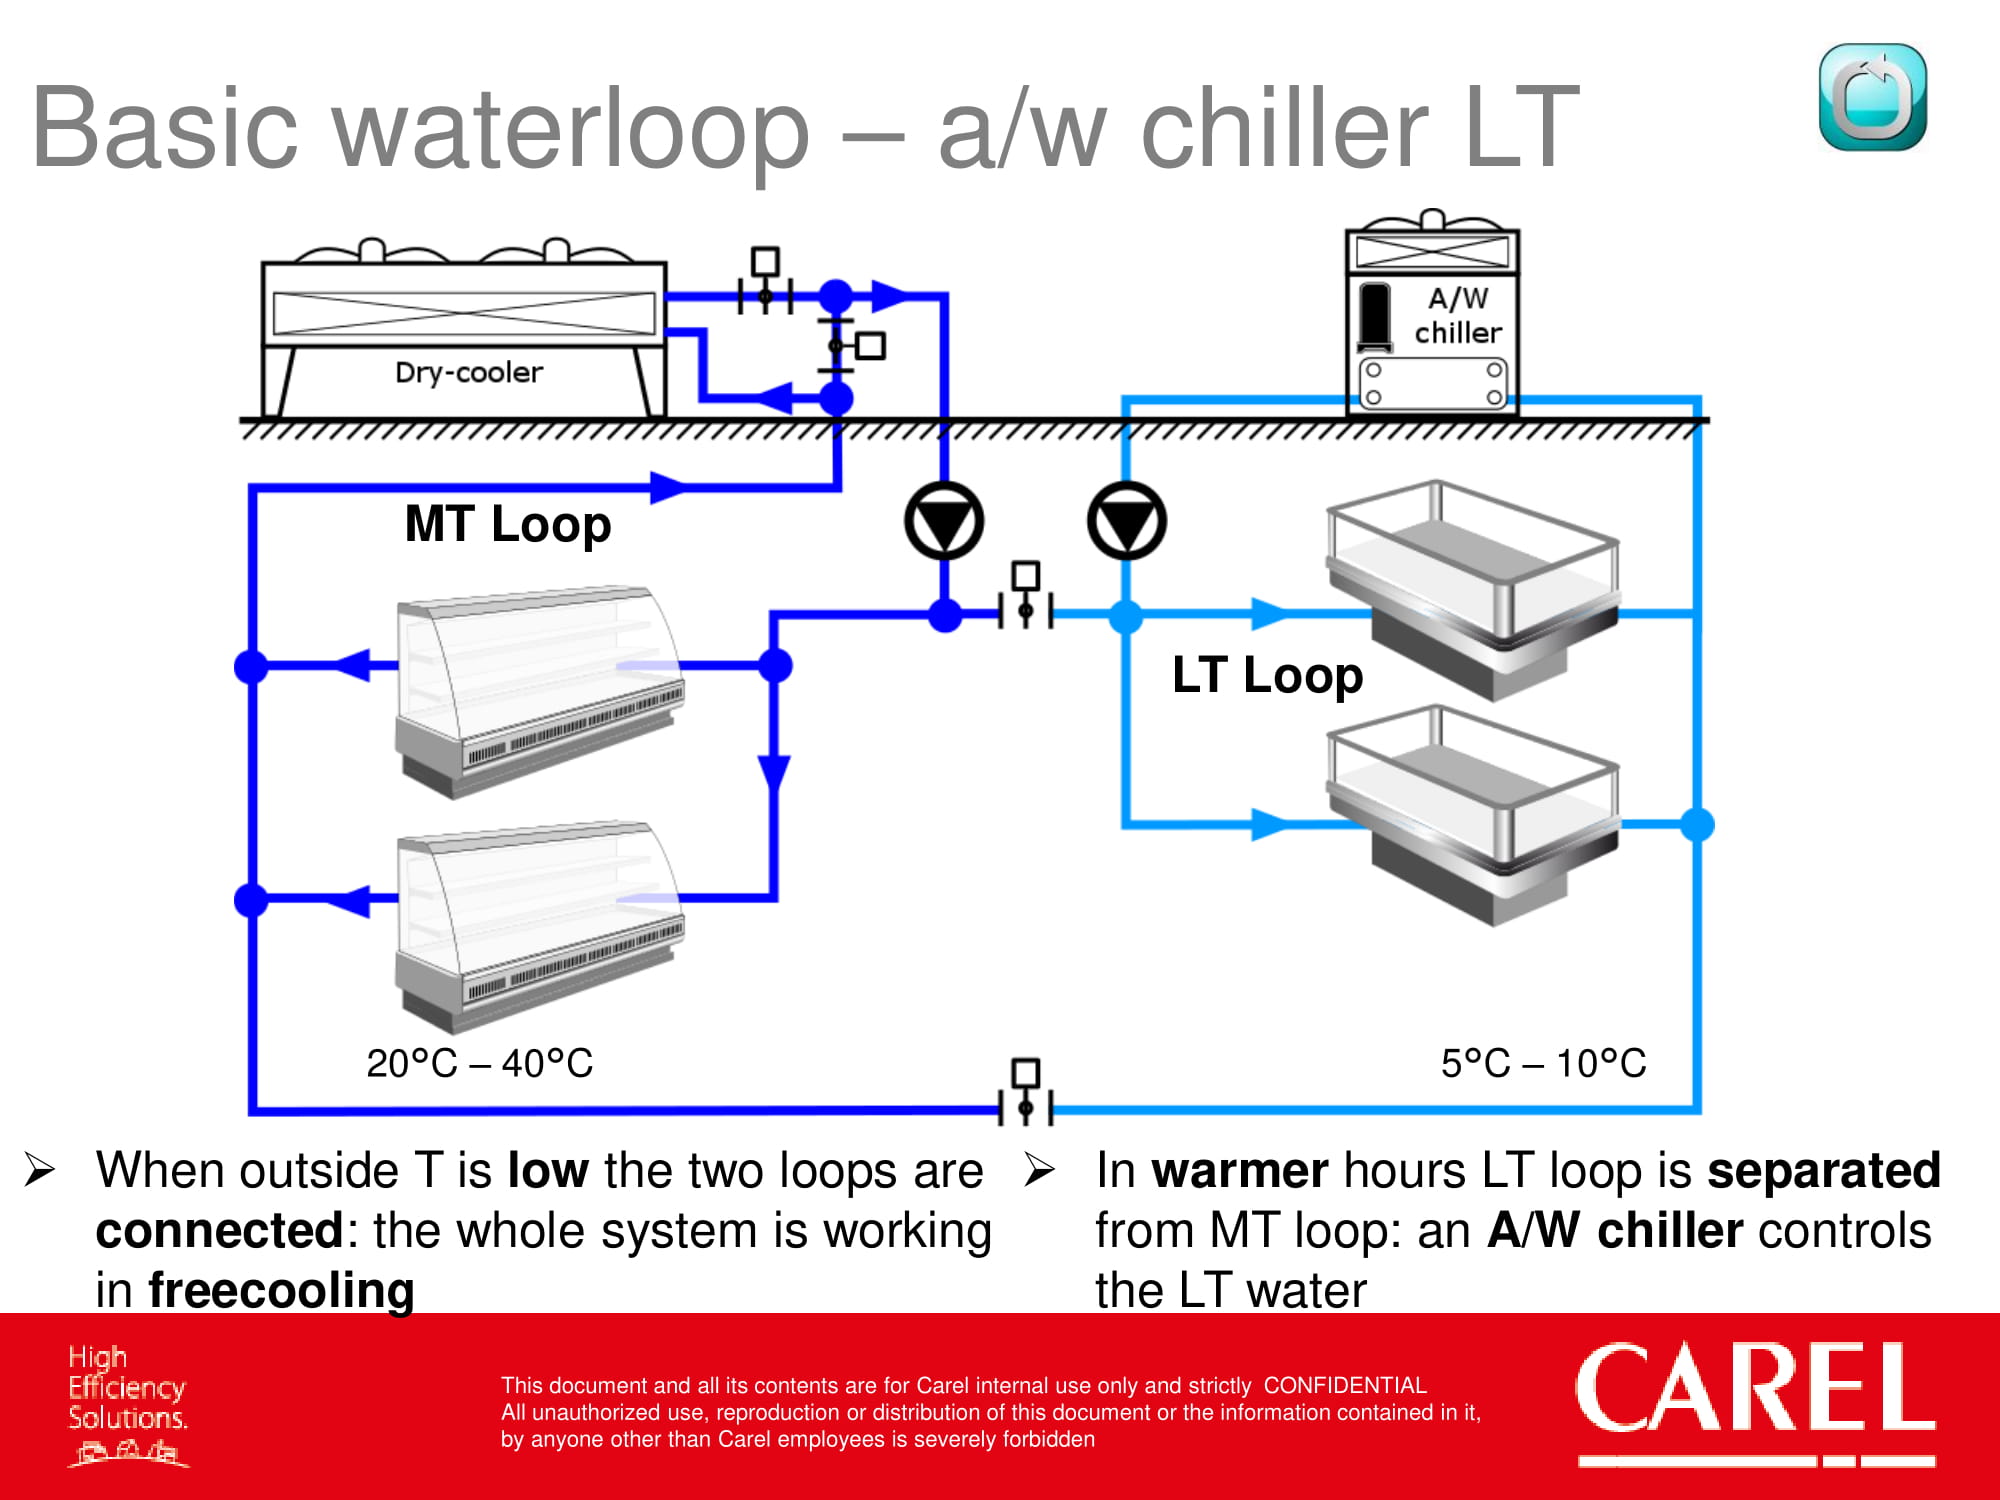 Basic waterloop – a/w chiller LT
A/W
chiller
Dry-cooler
MT Loop
LT Loop
20°C – 40°C
5°C – 10°C
➢ When outside T is low the two loops are
connected: the whole system is working
in freecooling
➢ In warmer hours LT loop is separated
from MT loop: an A/W chiller controls
the LT water
High
Efficiency
Solutions.
This document and all its contents are for Carel internal use only and strictly CONFIDENTIAL
All unauthorized use, reproduction or distribution of this document or the information contained in it,
by anyone other than Carel employees is severely forbidden
CAREL